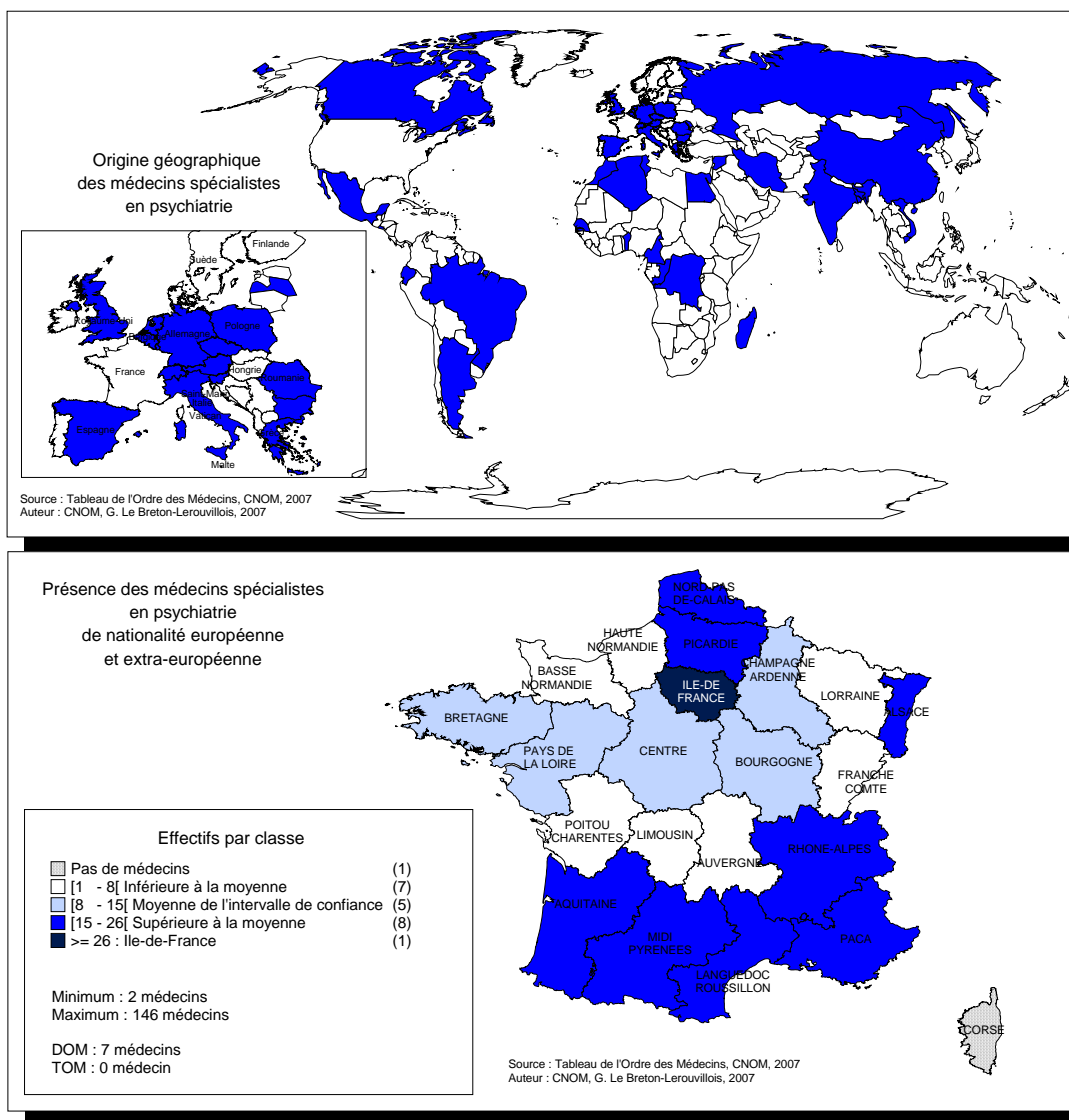 Origine géographique
des médecins spécialistes
en psychiatrie
Finlande
Suède
Pologne
Allemagne
France
Hongrie
Roumanie
Vatican
Espagne
Malte
Source : Tableau de l'Ordre des Médecins, CNOM, 2007
Auteur : CNOM, G. Le Breton-Lerouvillois, 2007
Présence des médecins spécialistes
en psychiatrie
de nationalité européenne
et extra-européenne
NORD-PAS
DE-CALAIS
HAUTE
NORMANDIE
PICARDIE
BASSE
NORMANDIE
CHAMPAGNE
ARDENNE
ILE-DE
FRANCE
LORRAINE
ALSACE
BRETAGNE
PAYS DE
LA LOIRE
CENTRE
BOURGOGNE
FRANCHE
COMTE
POITOU
CHARENTES
LIMOUSIN
AUVERGNE
RHONE-ALPES
AQUITAINE
MIDI
PYRENEES
LANGUEDOC
ROUSSILLON
PACA
CORSE
Effectifs par classe
Pas de médecins (1)
[1 - 8[ Inférieure à la moyenne (7)
[8 - 15[ Moyenne de l'intervalle de confiance (5)
[15 - 26[ Supérieure à la moyenne (8)
>= 26 : Ile-de-France (1)
Minimum : 2 médecins
Maximum : 146 médecins
DOM : 7 médecins
TOM : 0 médecin
Source : Tableau de l'Ordre des Médecins, CNOM, 2007
Auteur : CNOM, G. Le Breton-Lerouvillois, 2007